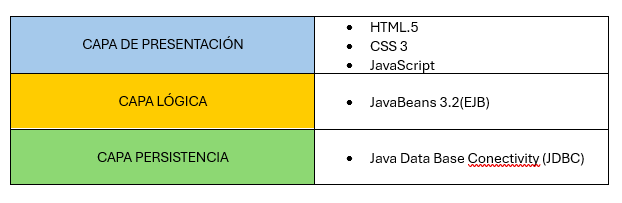 CAPA DE PRESENTACIÓN
• HTML.5
• CSS 3
• JavaScript
CAPA LÓGICA
• JavaBeans 3.2(EJB)
CAPA PERSISTENCIA
• Java Data Base Conectivity (JDBC)